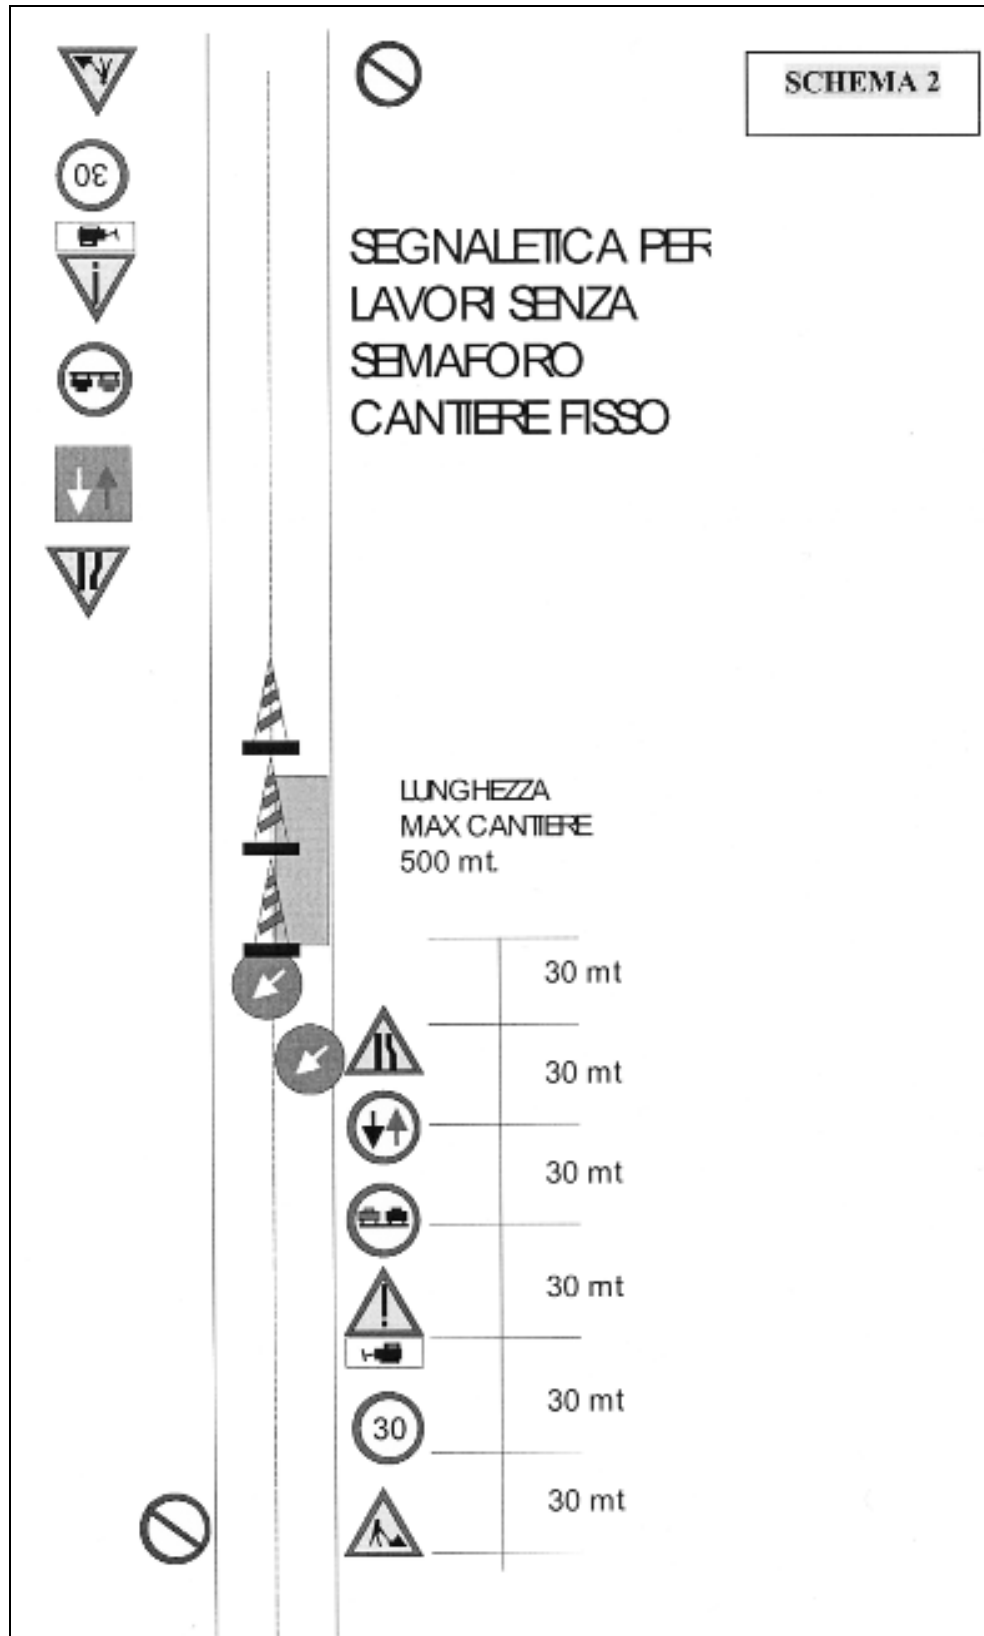 SCHEMA 2
30
SEGNALETICA PER
LAVORI SENZA
SEMAFORO
CANTIERE FISSO
LUNGHEZZA
MAX CANTIERE
500 mt.
30 mt
30 mt
30 mt
30 mt
30 mt
30
30 mt